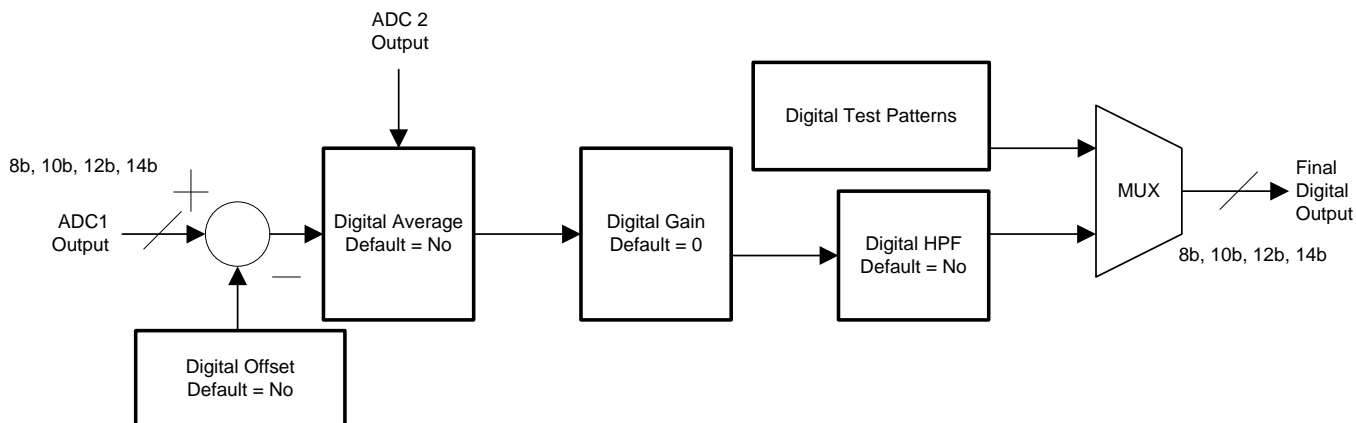 ADC 2
Output
Digital Test Patterns
8b, 10b, 12b, 14b
+
ADC1
Output
Digital Average
Default = No
Digital Gain
Default = 0
Digital HPF
Default = No
MUX
Final
Digital
Output
8b, 10b, 12b, 14b
−
Digital Offset
Default = No